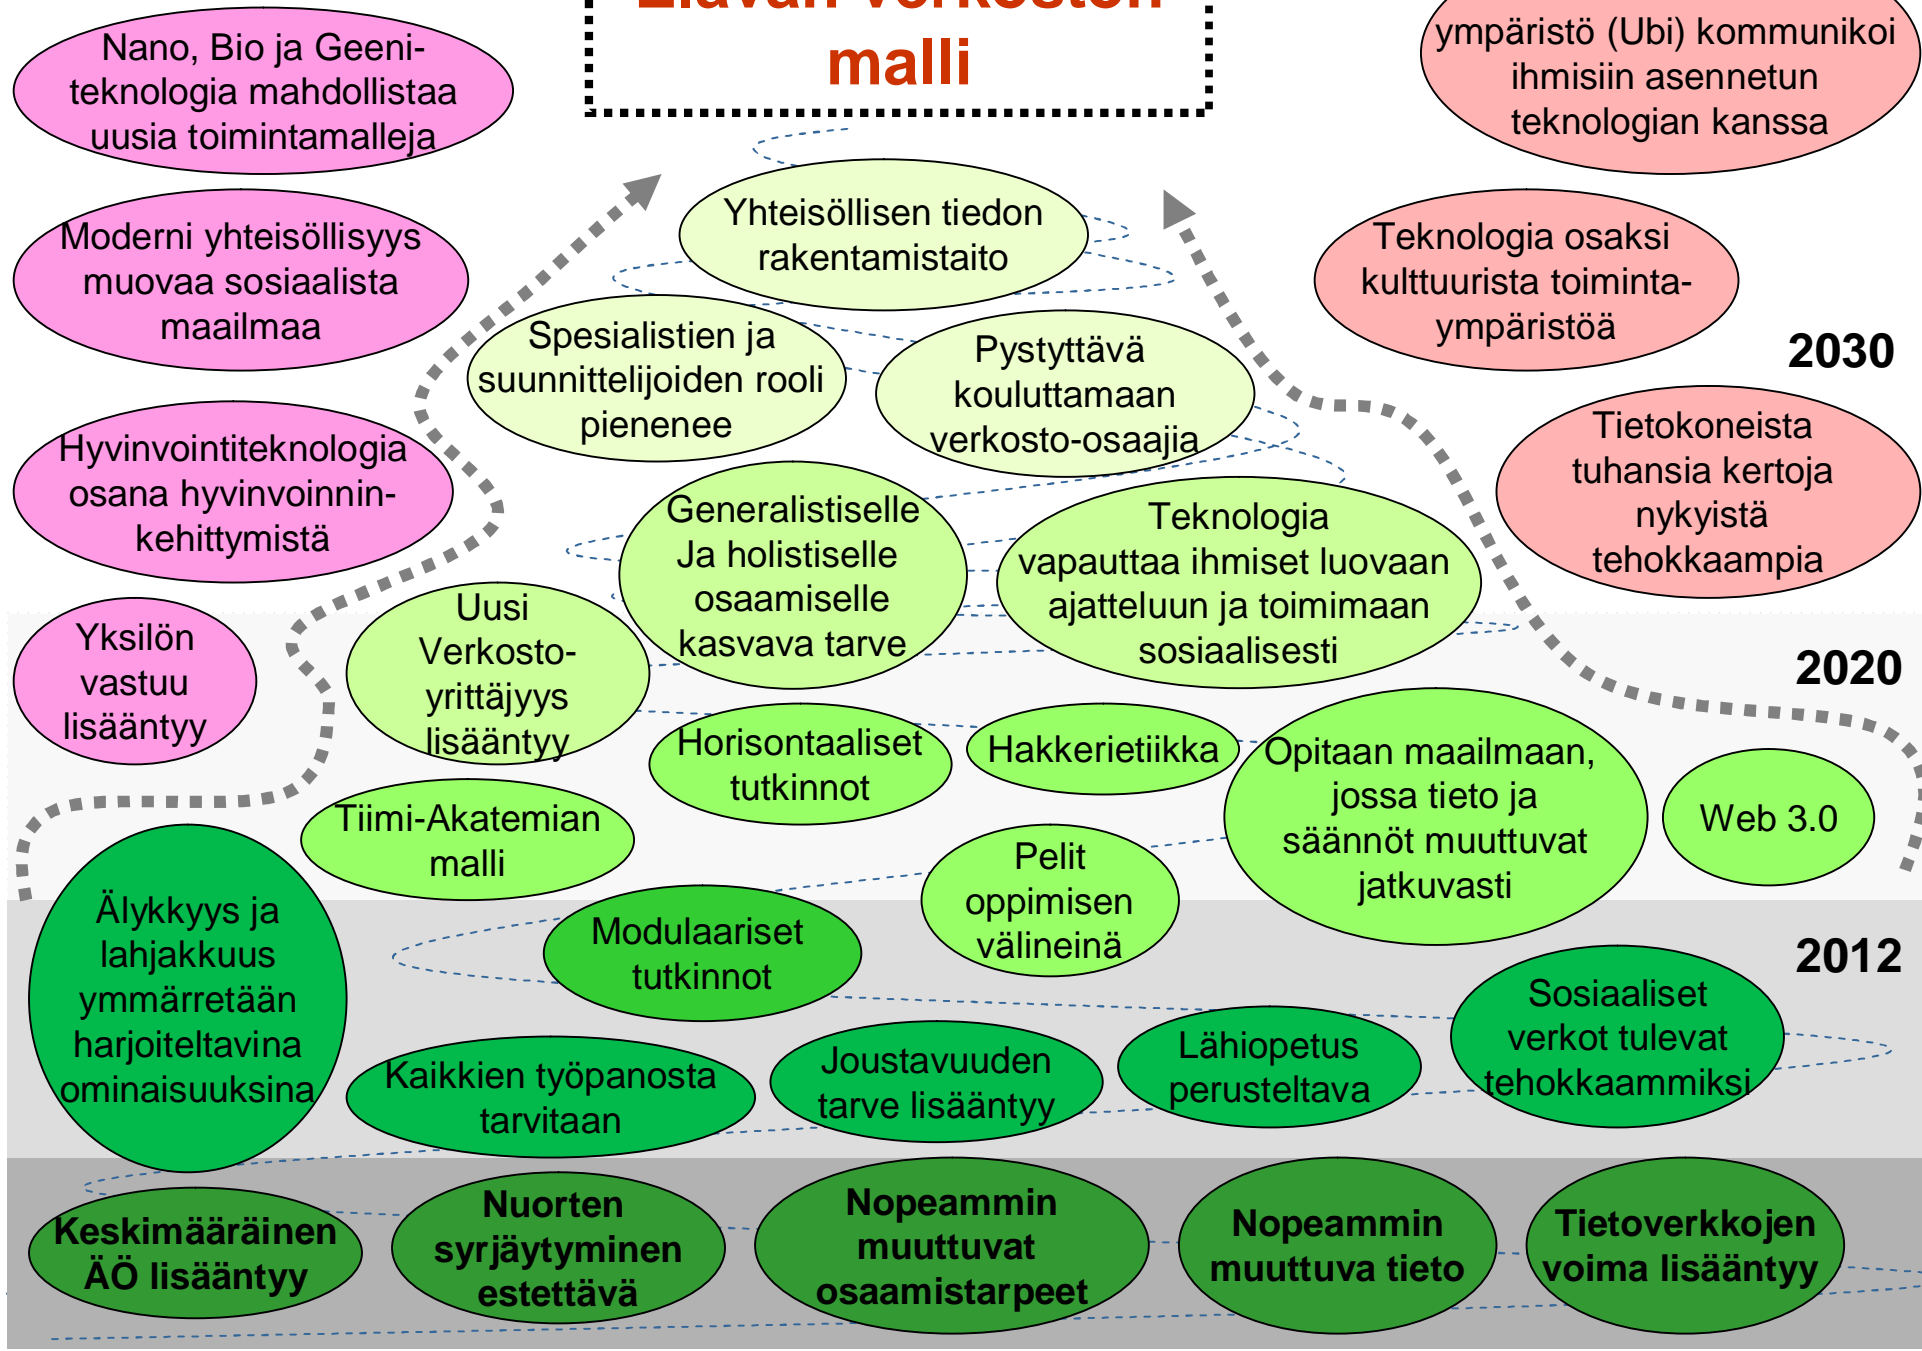 Elävän verkoston
malli
Nano, Bio ja Geeni-
teknologia mahdollistaa
uusia toimintamalleja
ympäristö (Ubi) kommunikoi
ihmisiin asennetun
teknologian kanssa
Yhteisöllisen tiedon
rakentamistaito
Moderni yhteisöllisyys
muovaa sosiaalista
maailmaa
Teknologia osaksi
kulttuurista toiminta-
ympäristöä
2030
Spesialistien ja
suunnittelijoiden rooli
pienenee
Pystyttävä
kouluttamaan
verkosto-osaajia
Hyvinvointiteknologia
osana hyvinvoinnin-
kehittymistä
Tietokoneista
tuhansia kertoja
nykyistä
tehokkaampia
Generalistiselle
Ja holistiselle
osaamiselle
kasvava tarve
Teknologia
vapauttaa ihmiset luovaan
ajatteluun ja toimimaan
sosiaalisesti
Yksilön
vastuu
lisääntyy
Uusi
Verkosto-
yrittäjyys
lisääntyy
2020
Horisontaaliset
tutkinnot
Hakkerietiikka
Opitaan maailmaan,
jossa tieto ja
säännöt muuttuvat
jatkuvasti
Web 3.0
Tiimi-Akatemian
malli
Pelit
oppimisen
välineinä
Älykkyys ja
lahjakkuus
ymmärretään
harjoiteltavina
ominaisuuksina
Modulaariset
tutkinnot
2012
Sosiaaliset
verkot tulevat
tehokkaammiksi
Kaikkien työpanosta
tarvitaan
Joustavuuden
tarve lisääntyy
Lähiopetus
perusteltava
Keskimääräinen
ÄÖ lisääntyy
Nuorten
syrjäytyminen
estettävä
Nopeammin
muuttuvat
osaamistarpeet
Nopeammin
muuttuva tieto
Tietoverkkojen
voima lisääntyy